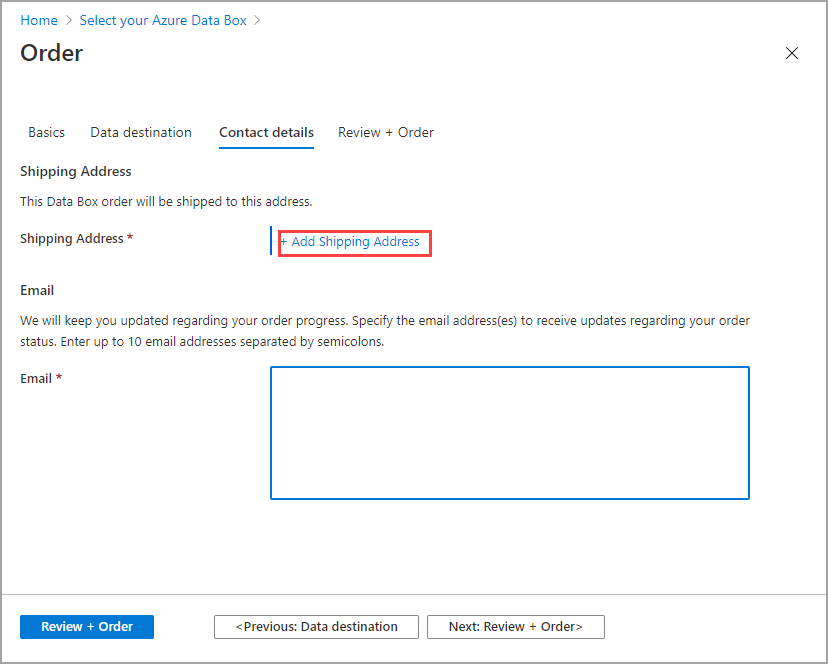 Home > Select your Azure Data Box >
Order
Basics Data destination Contact details Review + Order
Shipping Address
This Data Box order will be shipped to this address.
Shipping Address * + Add Shipping Address
Email
We will keep you updated regarding your order progress. Specify the email address(es) to receive updates regarding your order
status. Enter up to 10 email addresses separated by semicolons.
Email *
Review + Order <Previous: Data destination Next: Review + Order>